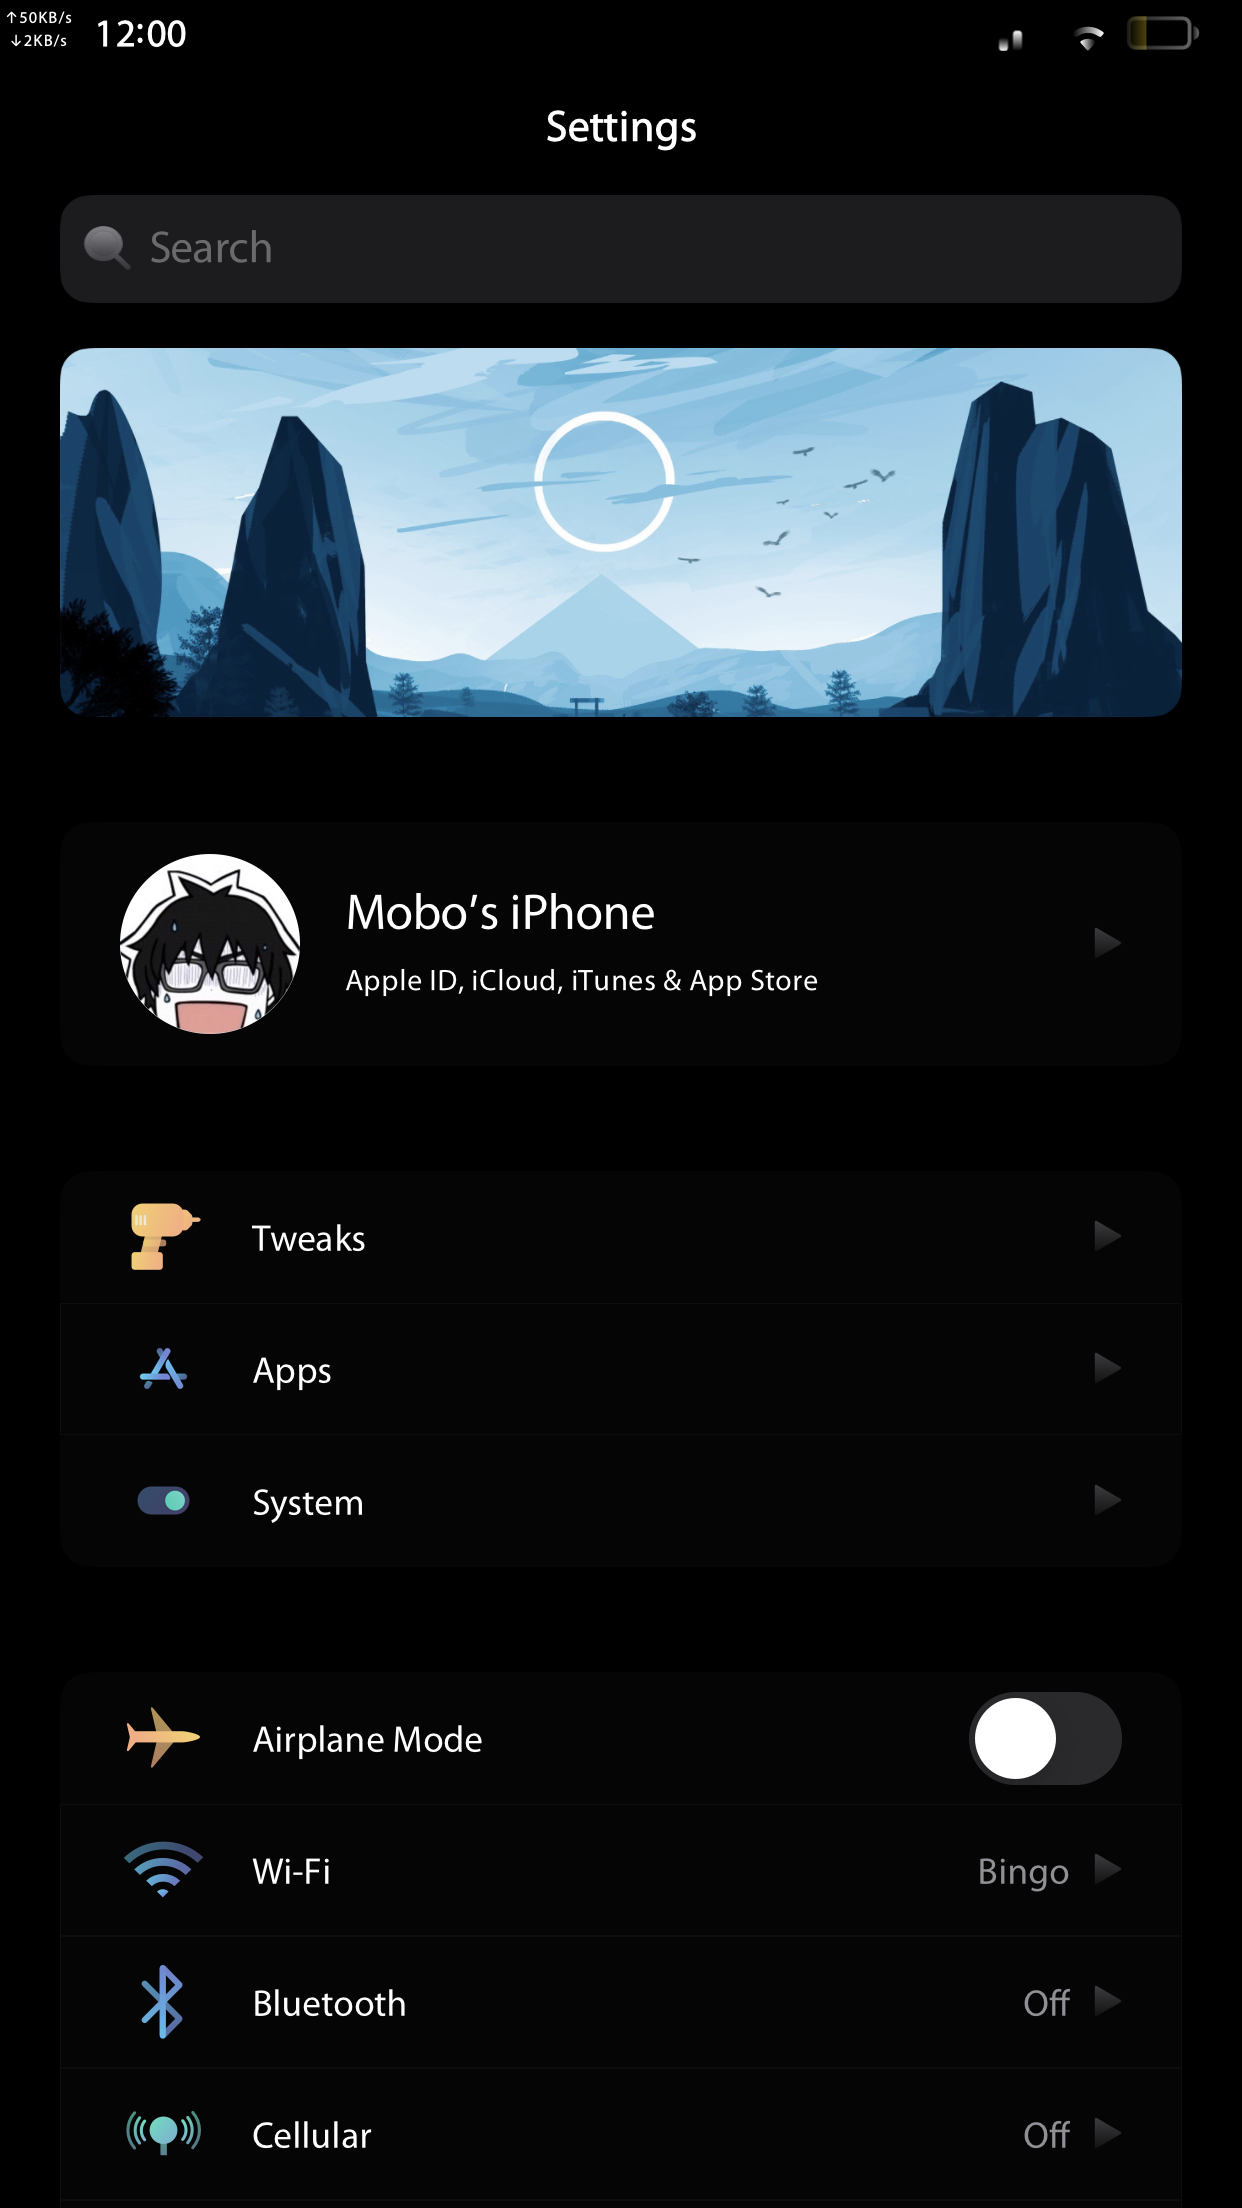 ↑50KB/s
↓2KB/s
12:00
Settings
Search
Mobo's iPhone
Apple ID, iCloud, iTunes & App Store
Tweaks
Apps
System
Airplane Mode
Wi-Fi Bingo
Bluetooth Off
Cellular Off